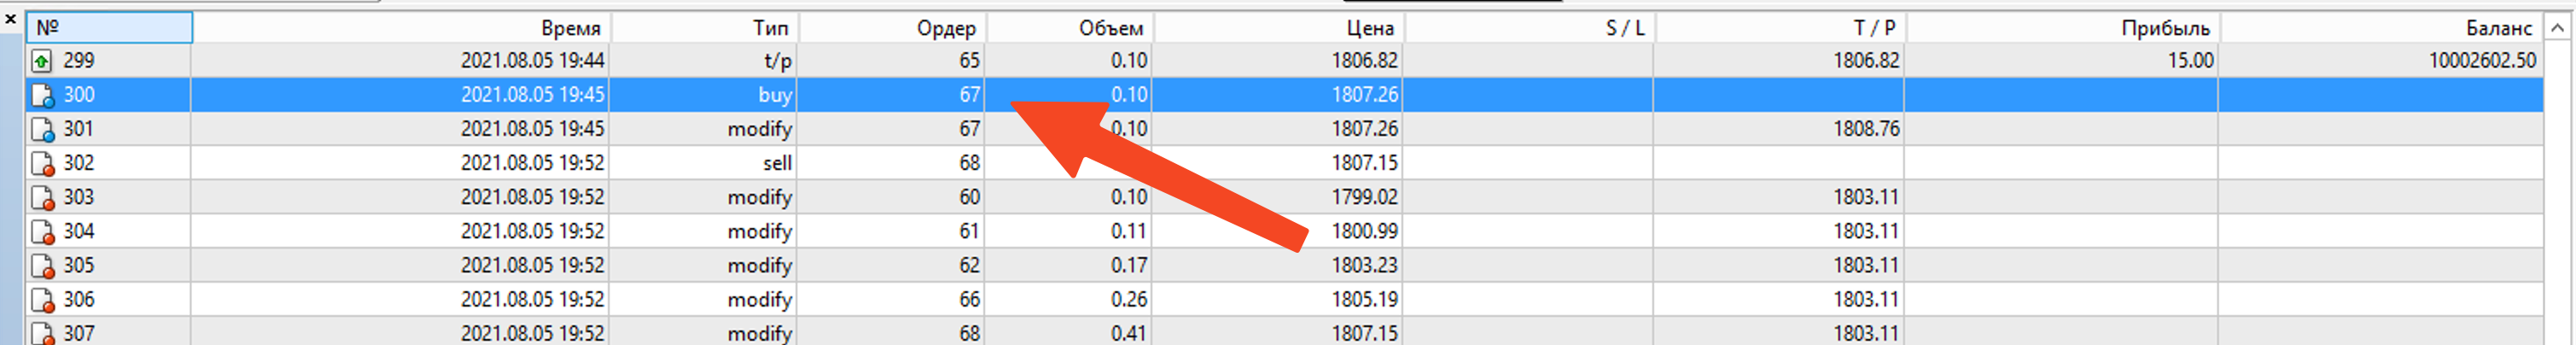 № Время Тип Ордер Объем Цена S / L T / P Прибыль Баланс
299 2021.08.05 19:44 t/p 65 0.10 1806.82 1806.82 15.00 10002602.50
300 2021.08.05 19:45 buy 67 0.10 1807.26
301 2021.08.05 19:45 modify 67 0.10 1807.26 1808.76
302 2021.08.05 19:52 sell 68 1807.15
303 2021.08.05 19:52 modify 60 0.10 1799.02 1803.11
304 2021.08.05 19:52 modify 61 0.11 1800.99 1803.11
305 2021.08.05 19:52 modify 62 0.17 1803.23 1803.11
306 2021.08.05 19:52 modify 66 0.26 1805.19 1803.11
307 2021.08.05 19:52 modify 68 0.41 1807.15 1803.11